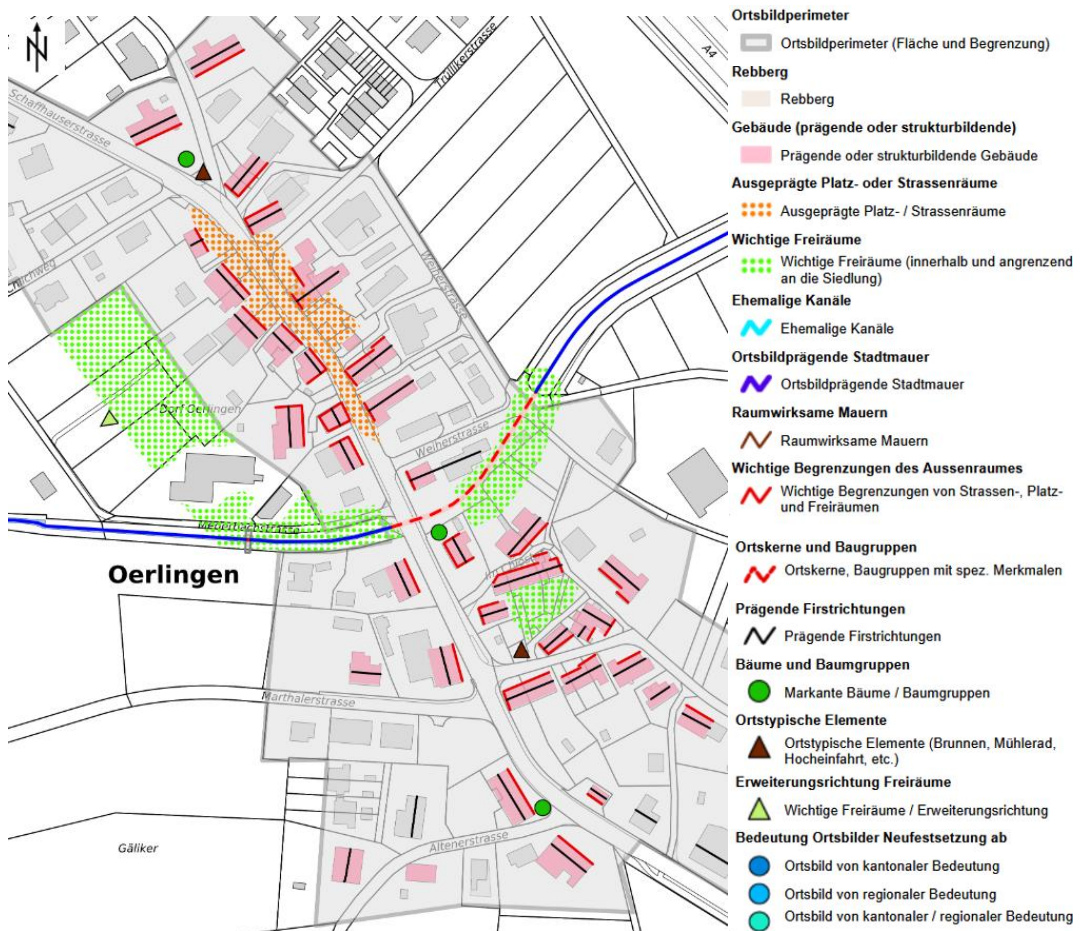 N
Schaffhauserstrasse
Trüllikerstrasse
A4
Weiherstrasse
Dorf Oerlingen
Weiherstrasse
Mederbachstrasse
Oerlingen
Im Chloster
Marthalerstrasse
Gäliker
Altenerstrasse
Ortsbildperimeter
Ortsbildperimeter (Fläche und Begrenzung)
Rebberg
Rebberg
Gebäude (prägende oder strukturbildende)
Prägende oder strukturbildende Gebäude
Ausgeprägte Platz- oder Strassenräume
Ausgeprägte Platz- / Strassenräume
Wichtige Freiräume
Wichtige Freiräume (innerhalb und angrenzend
an die Siedlung)
Ehemalige Kanäle
Ehemalige Kanäle
Ortsbildprägende Stadtmauer
Ortsbildprägende Stadtmauer
Raumwirksame Mauern
Raumwirksame Mauern
Wichtige Begrenzungen des Aussenraumes
Wichtige Begrenzungen von Strassen-, Platz-
und Freiräumen
Ortskerne und Baugruppen
Ortskerne, Baugruppen mit spez. Merkmalen
Prägende Firstrichtungen
Prägende Firstrichtungen
Bäume und Baumgruppen
Markante Bäume / Baumgruppen
Ortstypische Elemente
Ortstypische Elemente (Brunnen, Mühlerad,
Hocheinfahrt, etc.)
Erweiterungsrichtung Freiräume
Wichtige Freiräume / Erweiterungsrichtung
Bedeutung Ortsbilder Neufestsetzung ab
Ortsbild von kantonaler Bedeutung
Ortsbild von regionaler Bedeutung
Ortsbild von kantonaler / regionaler Bedeutung